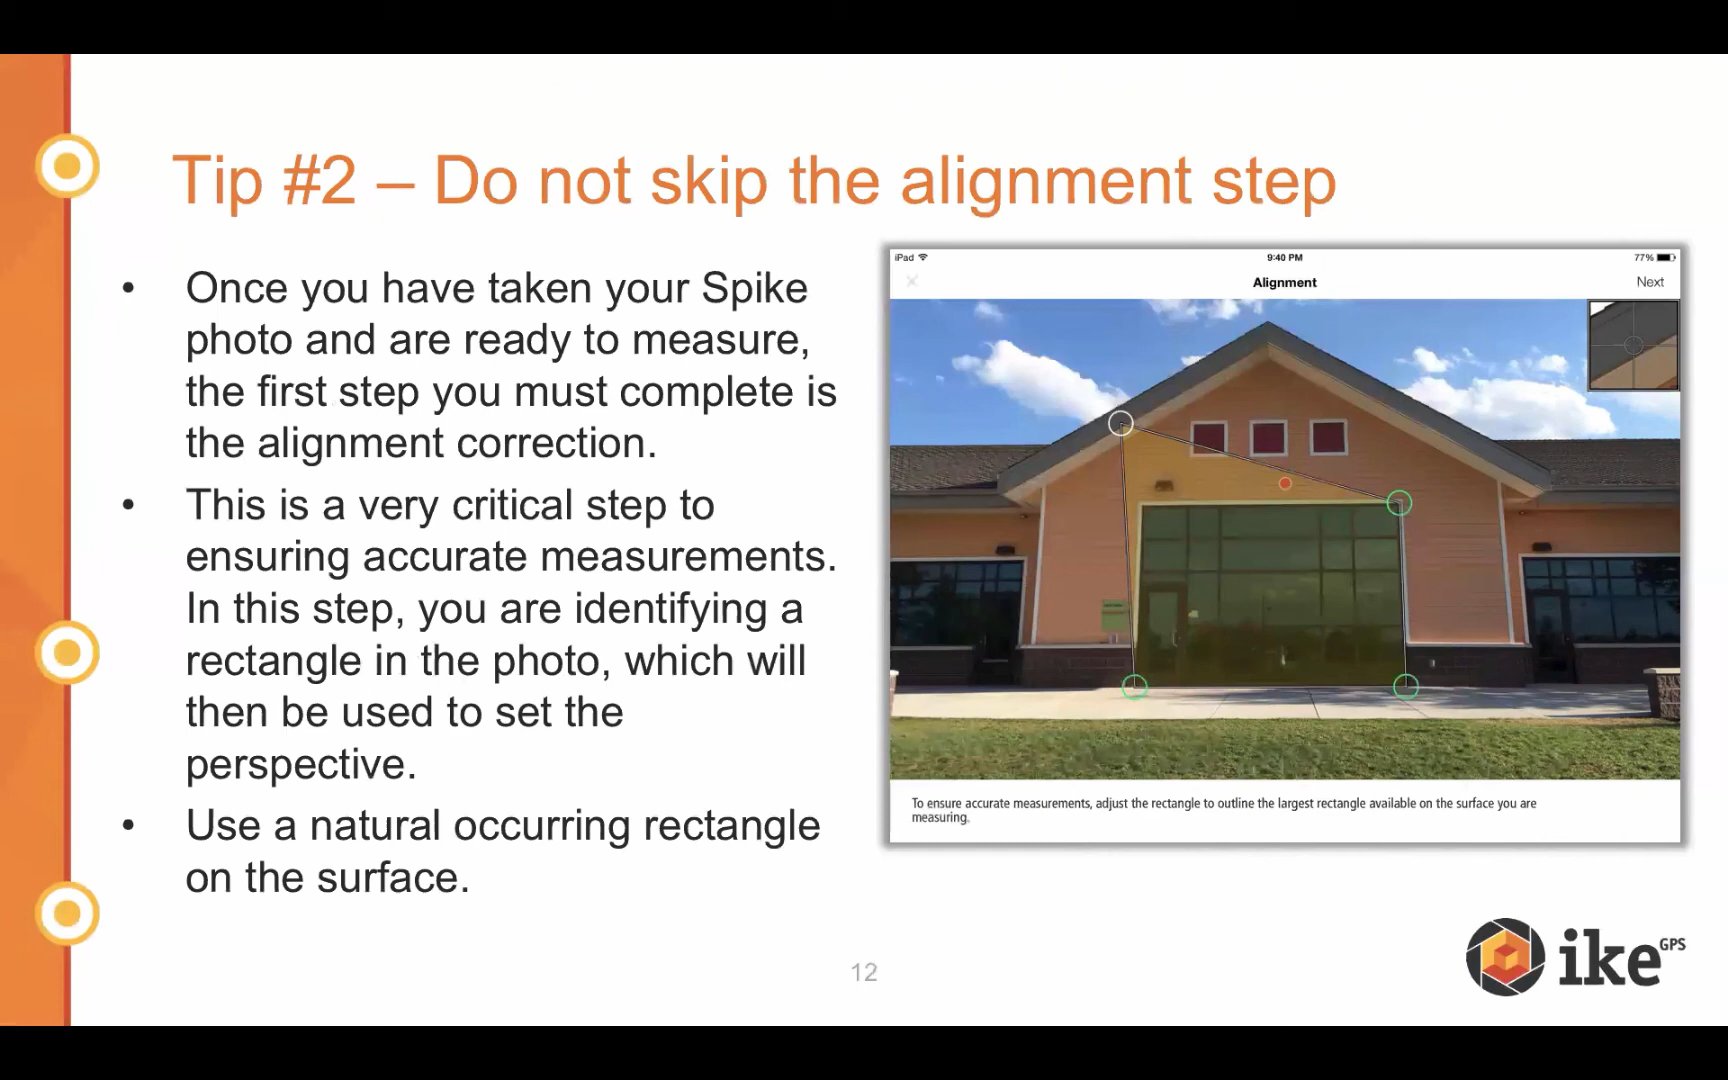 Tip #2 – Do not skip the alignment step
• Once you have taken your Spike
photo and are ready to measure,
the first step you must complete is
the alignment correction.
• This is a very critical step to
ensuring accurate measurements.
In this step, you are identifying a
rectangle in the photo, which will
then be used to set the
perspective.
• Use a natural occurring rectangle
on the surface.
iPad 9:40 PM 77%
Alignment Next
To ensure accurate measurements, adjust the rectangle to outline the largest rectangle available on the surface you are
measuring.
12
ike GPS